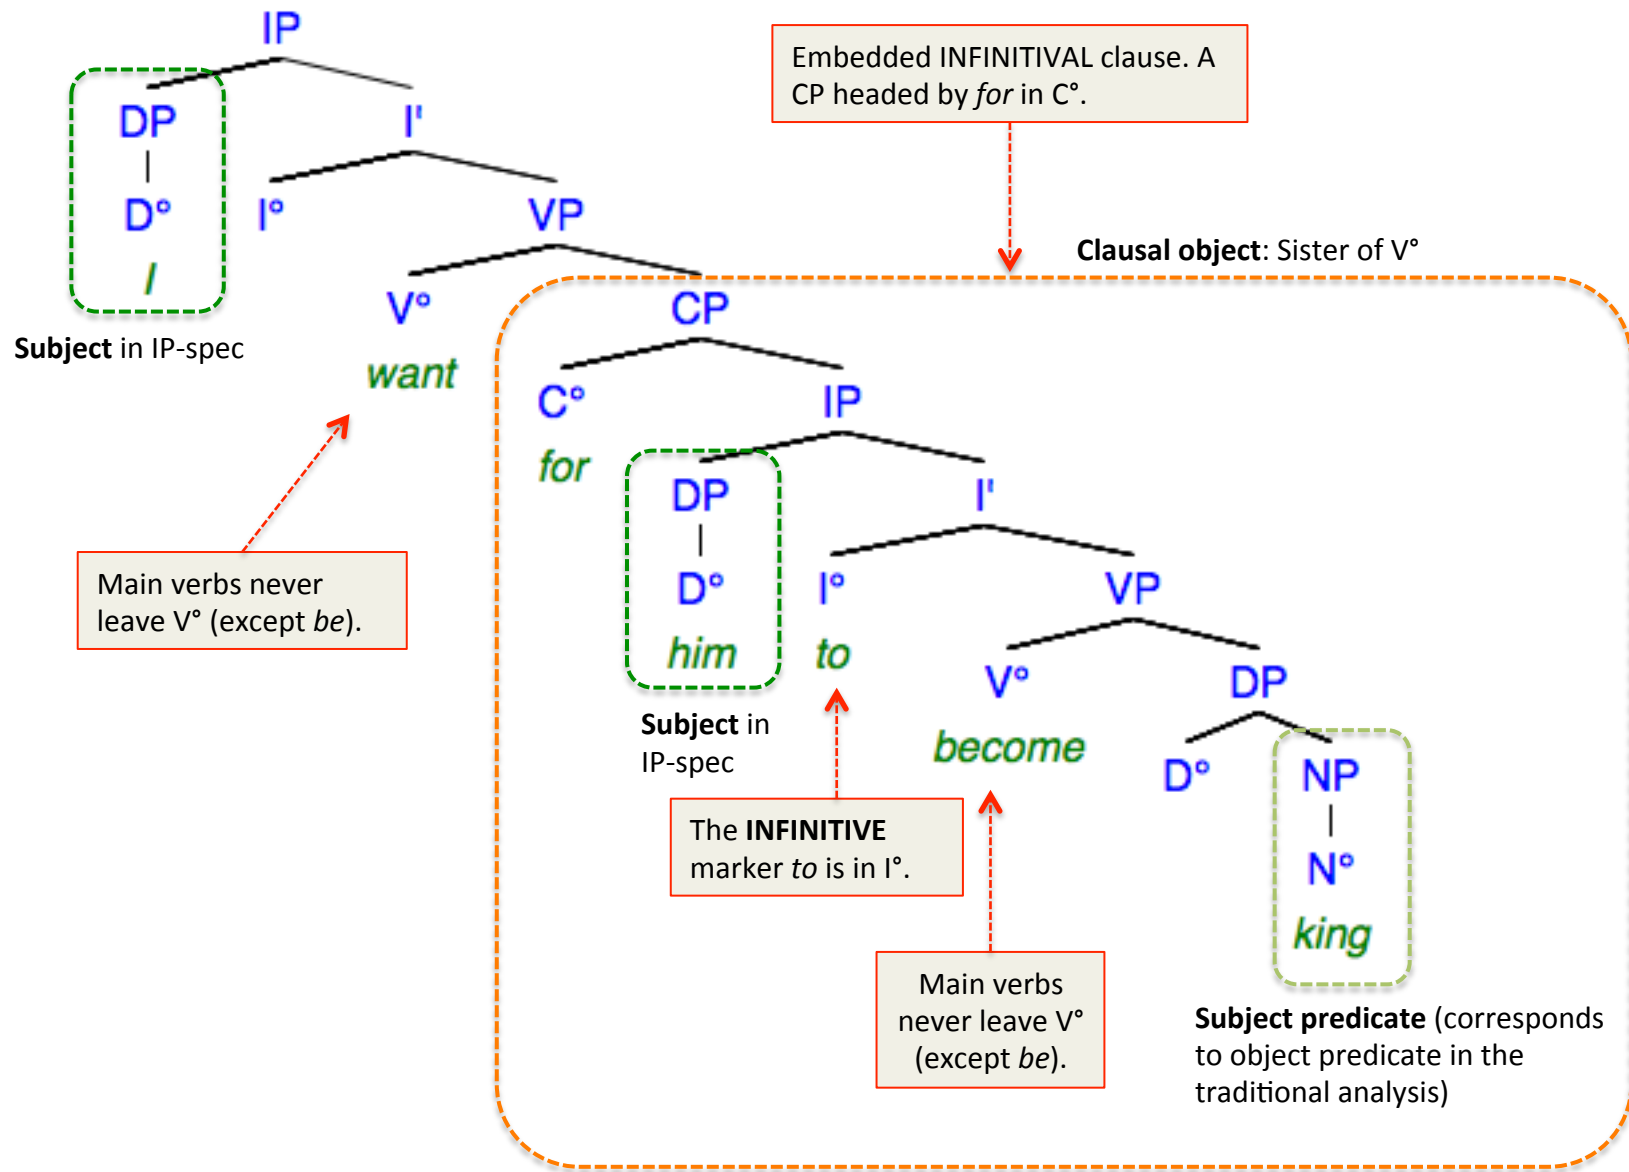 IP
Embedded INFINITIVAL clause. A
CP headed by for in C°.
DP
I'
D°
I°
VP
Clausal object: Sister of V°
I
V°
CP
Subject in IP-spec
want
C°
IP
for
DP
I'
Main verbs never
leave V° (except be).
D°
I°
VP
him
to
V°
DP
Subject in
IP-spec
become
D°
NP
The INFINITIVE
marker to is in I°.
N°
king
Main verbs
never leave V°
(except be).
Subject predicate (corresponds
to object predicate in the
traditional analysis)